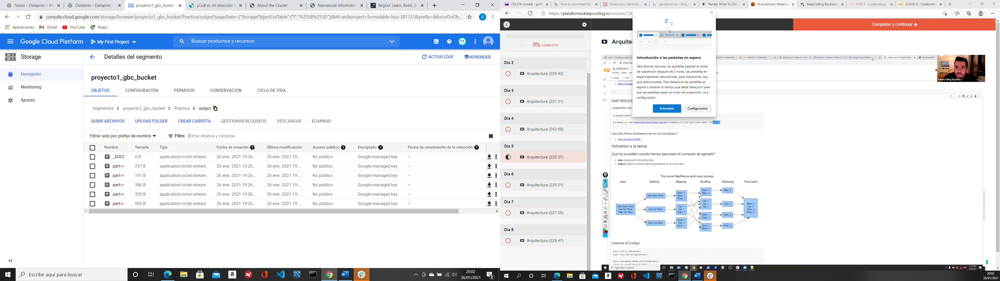 Tareas – Dataproc – My
Clústeres – Dataproc –
proyecto1_gbc_bucket
¿Cuál es mi dirección I
About the Cluster
Namenode information
RegExr: Learn, Build, &
console.cloud.google.com/storage/browser/proyecto1_gbc_bucket/Practica/output?pageState=("StorageObjectListTable":("f":"%255B%255D"))&hl=es&project=formidable-bus-301721&prefix=&forceOnOb...
G
Aplicaciones
Gmail
YouTube
Maps
Google Cloud Platform
My First Project
Buscar productos y recursos
11
Storage
Detalles del segmento
ACTUALIZAR
APRENDER
Navegador
Monitoring
Ajustes
proyecto1_gbc_bucket
OBJETOS
CONFIGURACIÓN
PERMISOS
CONSERVACIÓN
CICLO DE VIDA
Segmentos > proyecto1_gbc_bucket > Practica > output
SUBIR ARCHIVOS
UPLOAD FOLDER
CREAR CARPETA
GESTIONAR BLOQUEOS
DESCARGAR
ELIMINAR
Filtrar solo por prefijo de nombre
Filtro
Filtrar objetos y carpetas
Nombre Tamaño Tipo Fecha de creación Última modificación Acceso público Encriptado Fecha de vencimiento de la retención
_SUCC 0 B application/octet-stream 26 ene. 2021 19:26... 26 ene. 2021 19:... No público Google-managed key —
part-r- 257 B application/octet-stream 26 ene. 2021 19:26... 26 ene. 2021 19:... No público Google-managed key —
part-r- 191 B application/octet-stream 26 ene. 2021 19:26... 26 ene. 2021 19:... No público Google-managed key —
part-r- 386 B application/octet-stream 26 ene. 2021 19:26... 26 ene. 2021 19:... No público Google-managed key —
part-r- 320 B application/octet-stream 26 ene. 2021 19:26... 26 ene. 2021 19:... No público Google-managed key —
part-r- 592 B application/octet-stream 26 ene. 2021 19:26... 26 ene. 2021 19:... No público Google-managed key —
Escribe aquí para buscar
20:02
26/01/2021
2
(10,214 unread) - guille
How to download files
Productos y Servicios
pandas to csv - Bing
Pandas Write To CSV -
Arquitectura | KeepCo
KeepCoding Bootcamp
HIVE II - Colaboratory
CLOUD II - Colaborato
https://plataforma.keepcoding.io/courses/120
Completar y continuar →
0% COMPLETO
Día 2
Arquitectura (229:42)
Día 3
Arquitectura (221:31)
Día 4
Arquitectura (242:09)
Día 5
Arquitectura (225:37)
Día 6
Arquitectura (220:21)
Día 7
Arquitectura (227:25)
Día 8
Arquitectura (228:47)
Arquite
Introducción a las pestañas en espera
Para ahorrar recursos, las pestañas pasarán al modo
de suspensión después de 2 horas. Las pestañas en
espera aparecen descoloridas, para reactivarlas, hay
que seleccionarlas. Para desactivar las pestañas en
espera o cambiar el tiempo que debe transcurrir para
que las pestañas pasen al modo de suspensión, ve a
configuración.
Entendido
Configuración
HADOOP I
Archivo Editar Ver
+ Código + Texto
KeepCoding España
MAP REDUCE
Juguemos con
cd $HADOOP_PREFIX
bin/hadoop jar share/hadoop/mapreduce/hadoop-mapreduce-examples-2.7.1.jar grep input output 'dfs[a-z.]+'
Que otra forma tendriamos de ver los resultados?
http://localhost:8088 :)
Volvamos a la teoria
Que ha sucedido cuando hemos ejecutado el comando de ejemplo?
map: reading and formatting data
reduce: applying transformations/operations on all of the data
The overall MapReduce word count process
Input Splitting Mapping Shuffling Reducing Final result
Deer Bear River
Car Car River
Deer Car Bear
Deer Bear River
Car Car River
Deer Car Bear
Deer, 1
Bear, 1
River, 1
Car, 1
Car, 1
River, 1
Deer, 1
Car, 1
Bear, 1
Bear, 1
Bear, 1
Car, 1
Car, 1
Car, 1
Deer, 1
Deer, 1
River, 1
River, 1
Bear, 2
Car, 3
Deer, 2
River, 2
Bear, 2
Car, 3
Deer, 2
River, 2
Veamos el Codigo
import java.io.IOException;
import java.util.StringTokenizer;
import org.apache.hadoop.conf.Configuration;
Type here to search
ENG
11:16 PM
1/16/2021
20:02
26/01/2021